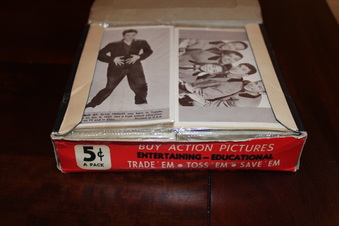 BUY ACTION PICTURES
5¢
A PACK
ENTERTAINING — EDUCATIONAL
TRADE 'EM ★ TOSS 'EM ★ SAVE 'EM